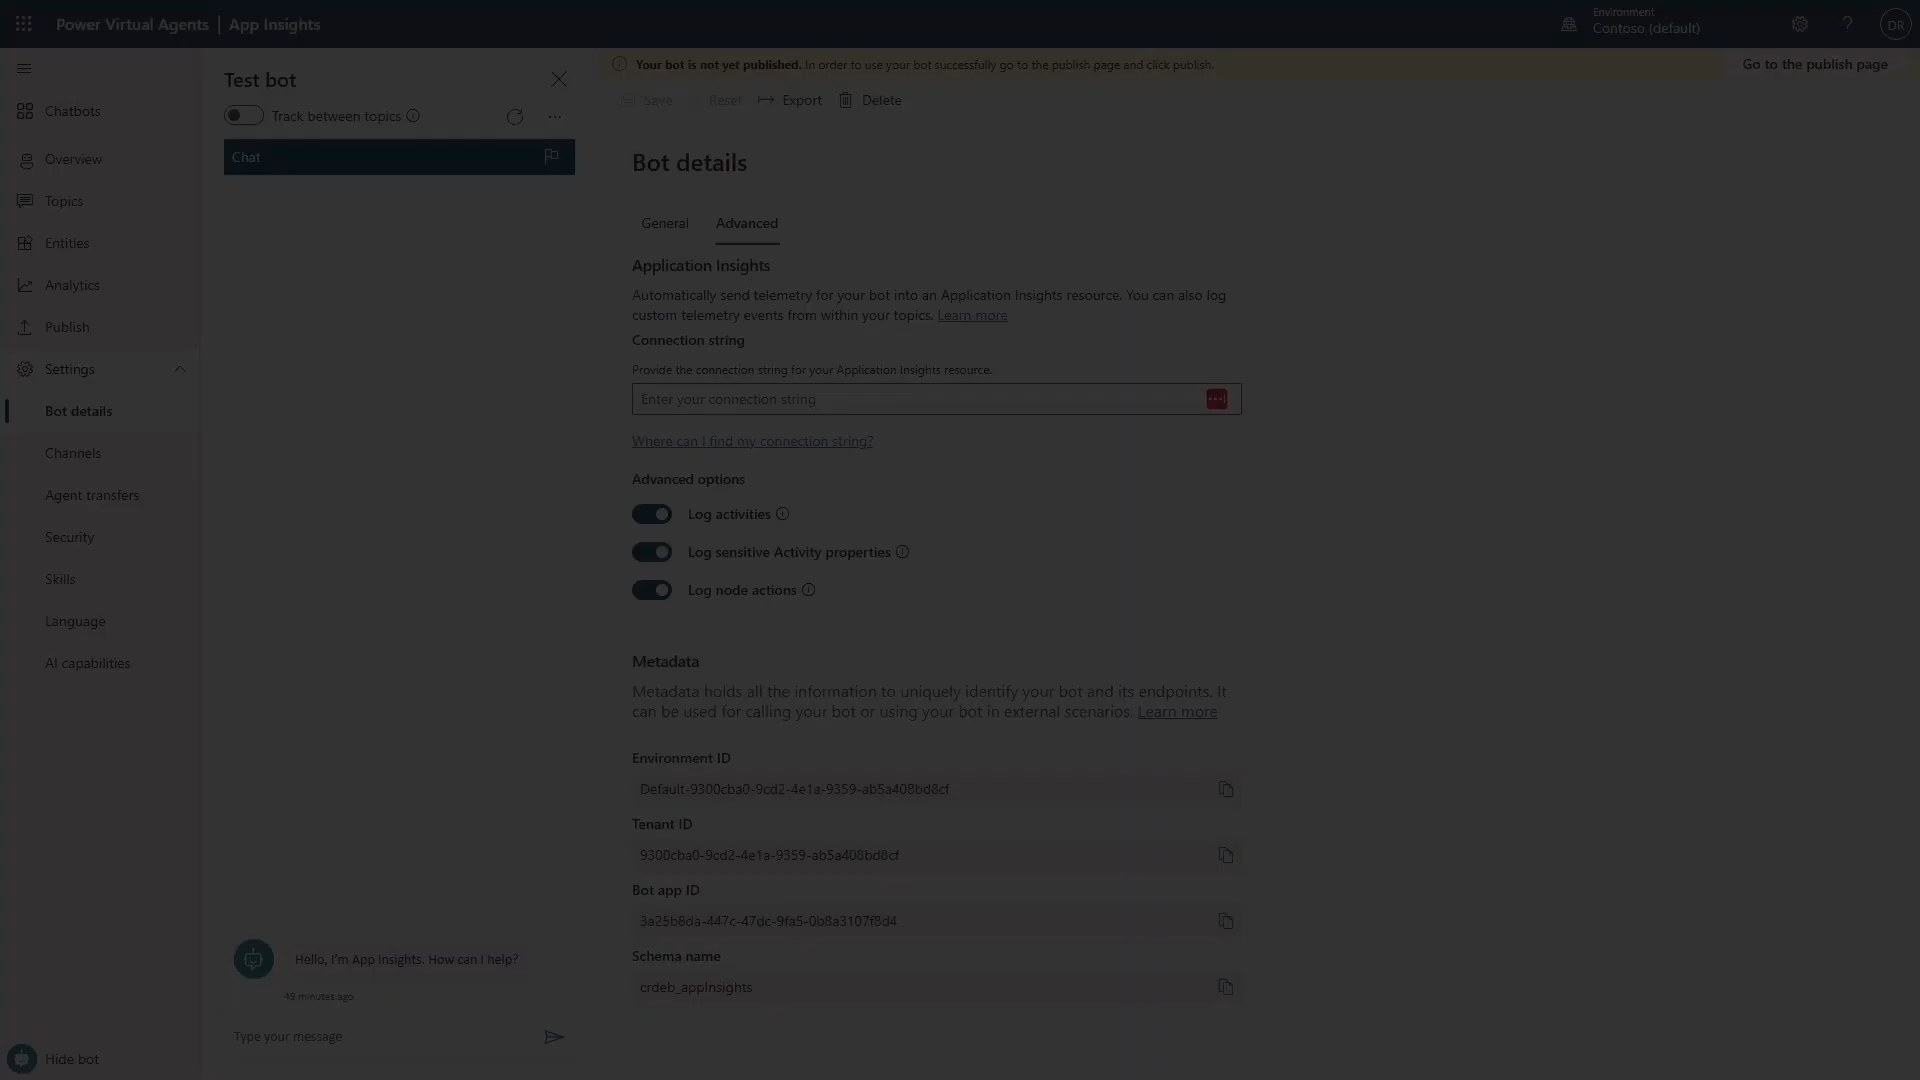 Power Virtual Agents | App Insights
Environment
Contoso (default)
DR
Chatbots
Overview
Topics
Entities
Analytics
Publish
Settings
Bot details
Channels
Agent transfers
Security
Skills
Language
AI capabilities
Hide bot
Test bot
Track between topics
Chat
Hello, I'm App Insights. How can I help?
49 minutes ago
Type your message
Your bot is not yet published. In order to use your bot successfully go to the publish page and click publish.
Go to the publish page
Save Reset Export Delete
Bot details
General Advanced
Application Insights
Automatically send telemetry for your bot into an Application Insights resource. You can also log
custom telemetry events from within your topics. Learn more
Connection string
Provide the connection string for your Application Insights resource.
Enter your connection string
Where can I find my connection string?
Advanced options
Log activities
Log sensitive Activity properties
Log node actions
Metadata
Metadata holds all the information to uniquely identify your bot and its endpoints. It
can be used for calling your bot or using your bot in external scenarios. Learn more
Environment ID
Default-9300cba0-9cd2-4e1a-9359-ab5a408bd8cf
Tenant ID
9300cba0-9cd2-4e1a-9359-ab5a408bd8cf
Bot app ID
3a25b8da-447c-47dc-9fa5-0b8a3107f8d4
Schema name
crdeb_appInsights